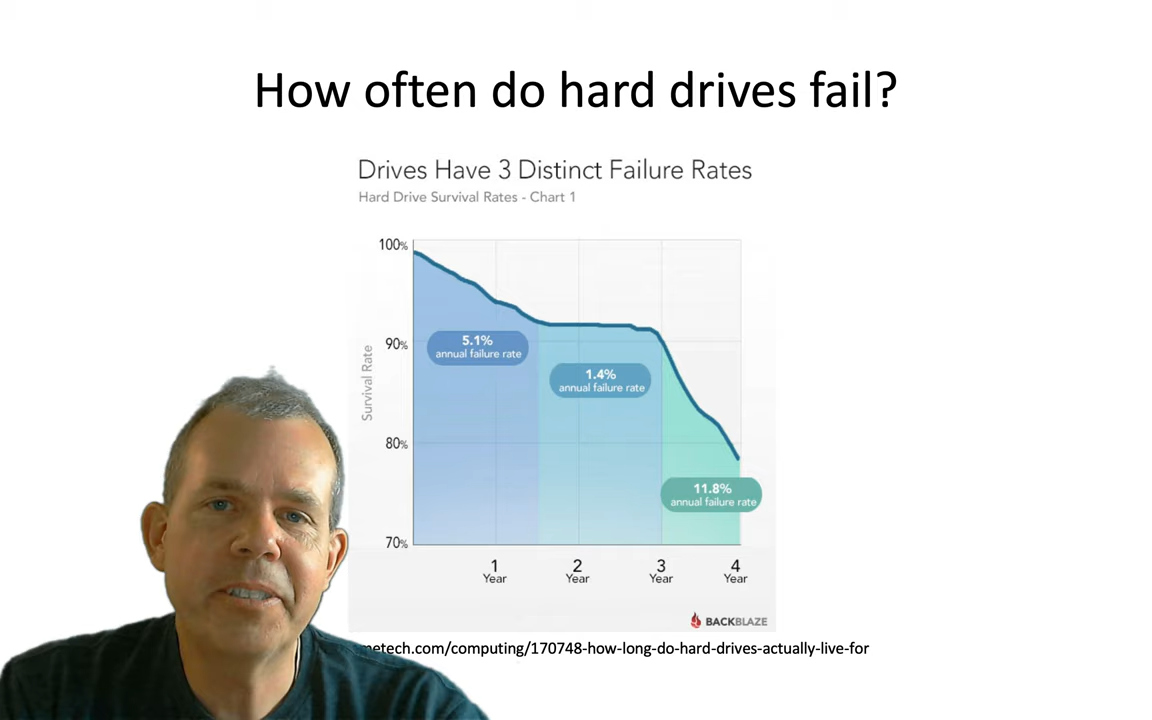 How often do hard drives fail?
Drives Have 3 Distinct Failure Rates
Hard Drive Survival Rates - Chart 1
100%
90%
80%
70%
Survival Rate
5.1%
annual failure rate
1.4%
annual failure rate
11.8%
annual failure rate
1 2 3 4
Year Year Year Year
BACKBLAZE
metech.com/computing/170748-how-long-do-hard-drives-actually-live-for